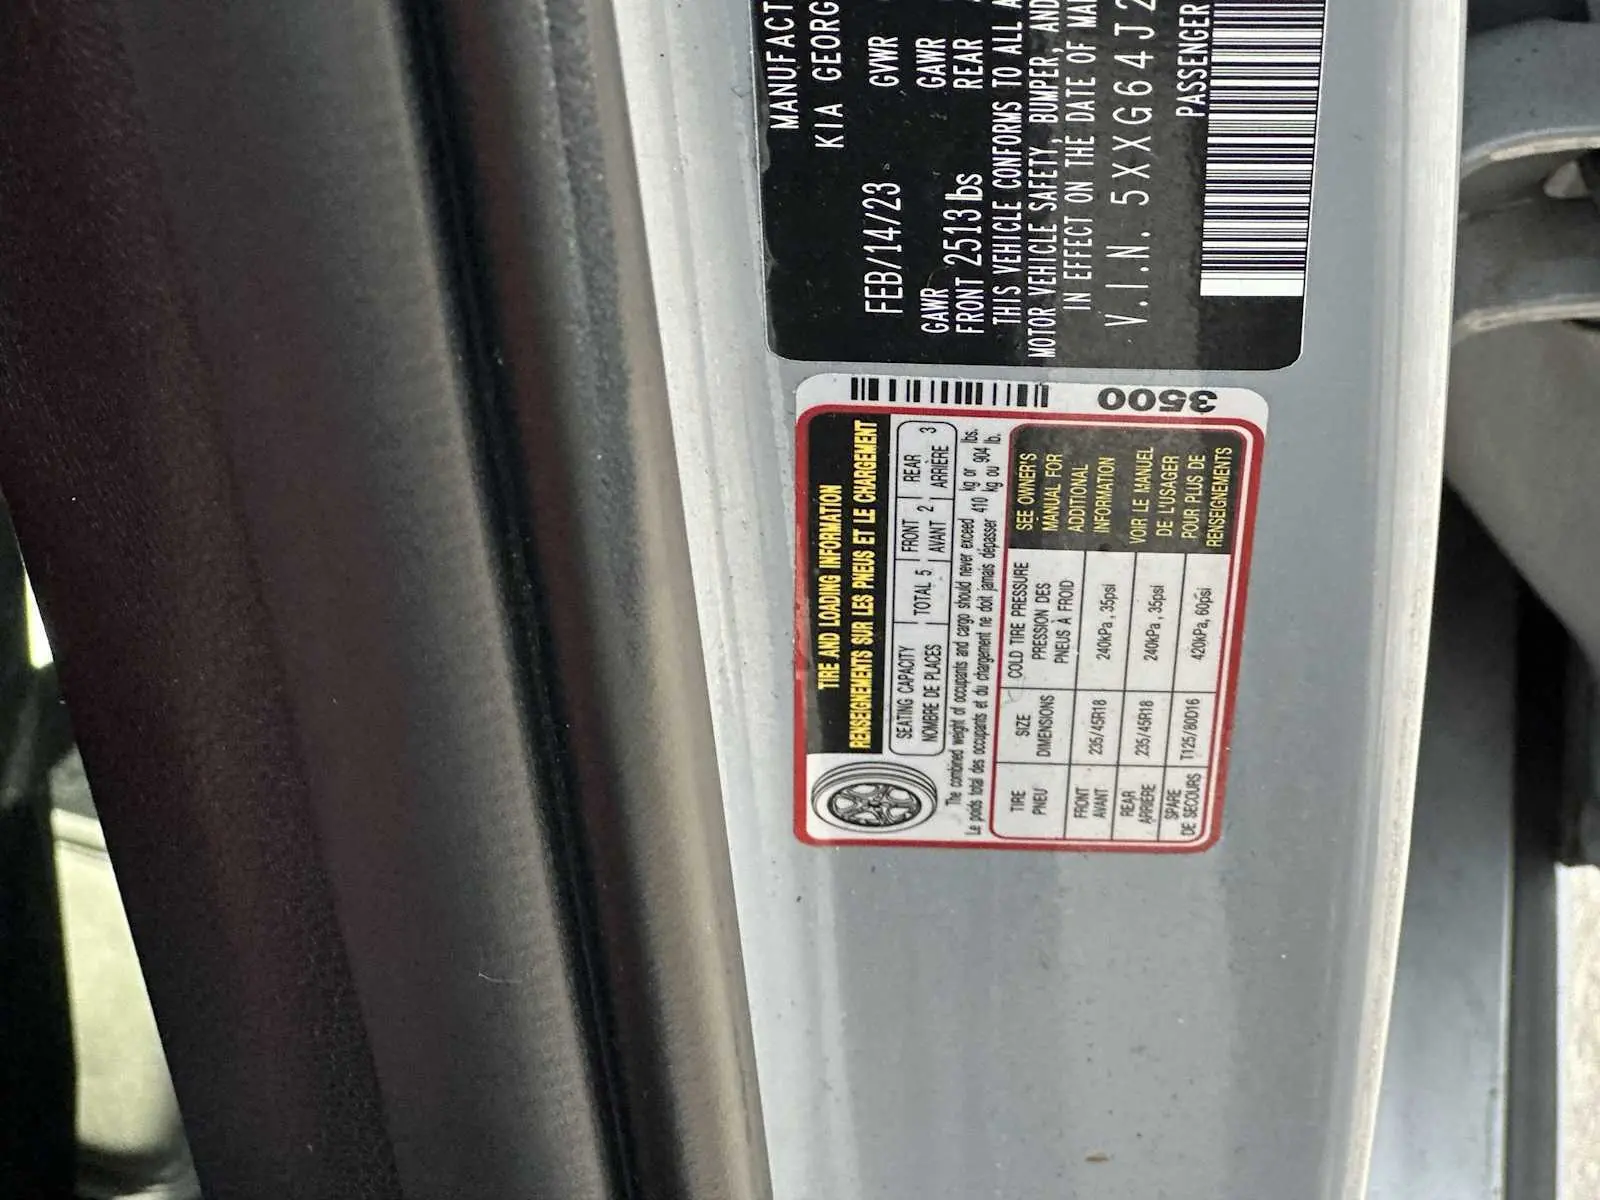 MANUFACT
KIA GEORG
FEB/14/23 GVWR
GAWR GAWR
FRONT 2513lbs REAR
THIS VEHICLE CONFORMS TO ALL A
MOTOR VEHICLE SAFETY, BUMPER, AND
IN EFFECT ON THE DATE OF MA
V.I.N. 5XXG64J2
PASSENGER
3500
TIRE AND LOADING INFORMATION
RENSEIGNEMENTS SUR LES PNEUS ET LE CHARGEMENT
SEATING CAPACITY TOTAL 5 FRONT 2 REAR 3
NOMBRE DE PLACES AVANT ARRIÈRE
The combined weight of occupants and cargo should never exceed 410 kg or 904 lbs.
Le poids total des occupants et du chargement ne doit jamais dépasser kg ou lb.
TIRE SIZE COLD TIRE PRESSURE
PNEU DIMENSIONS PRESSION DES
PNEUS À FROID
FRONT 235/45R18 240kPa, 35psi
AVANT
REAR 235/45R18 240kPa, 35psi
ARRIÈRE
SPARE T125/80D16 420kPa, 60psi
DE SECOURS
SEE OWNER'S
MANUAL FOR
ADDITIONAL
INFORMATION
VOIR LE MANUEL
DE L'USAGER
POUR PLUS DE
RENSEIGNEMENTS